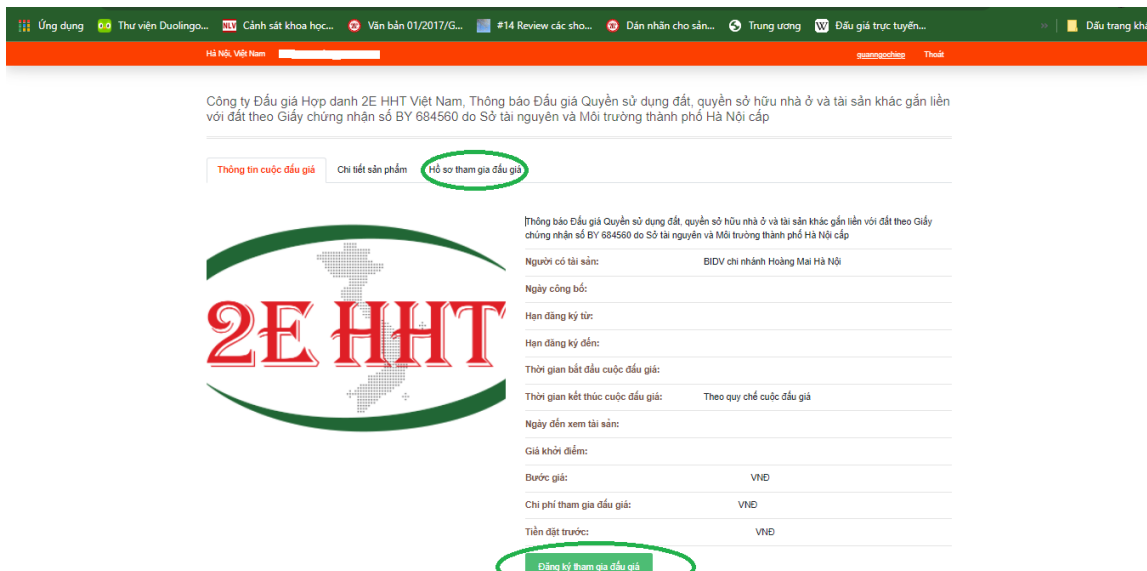 Ứng dụng Thư viện Duolingo... Cảnh sát khoa học... Văn bản 01/2017/G... #14 Review các sho... Dán nhãn cho sản... Trung ương Đấu giá trực tuyến... » Dấu trang khá
Hà Nội, Việt Nam quanngochiep Thoát
Công ty Đấu giá Hợp danh 2E HHT Việt Nam, Thông báo Đấu giá Quyền sử dụng đất, quyền sở hữu nhà ở và tài sản khác gắn liền
với đất theo Giấy chứng nhận số BY 684560 do Sở tài nguyên và Môi trường thành phố Hà Nội cấp
Thông tin cuộc đấu giá Chi tiết sản phẩm Hồ sơ tham gia đấu giá
Thông báo Đấu giá Quyền sử dụng đất, quyền sở hữu nhà ở và tài sản khác gắn liền với đất theo Giấy
chứng nhận số BY 684560 do Sở tài nguyên và Môi trường thành phố Hà Nội cấp
2E HHT
Người có tài sản: BIDV chi nhánh Hoàng Mai Hà Nội
Ngày công bố:
Hạn đăng ký từ:
Hạn đăng ký đến:
Thời gian bắt đầu cuộc đấu giá:
Thời gian kết thúc cuộc đấu giá: Theo quy chế cuộc đấu giá
Ngày đến xem tài sản:
Giá khởi điểm:
Bước giá: VNĐ
Chi phí tham gia đấu giá: VNĐ
Tiền đặt trước: VNĐ
Đăng ký tham gia đấu giá